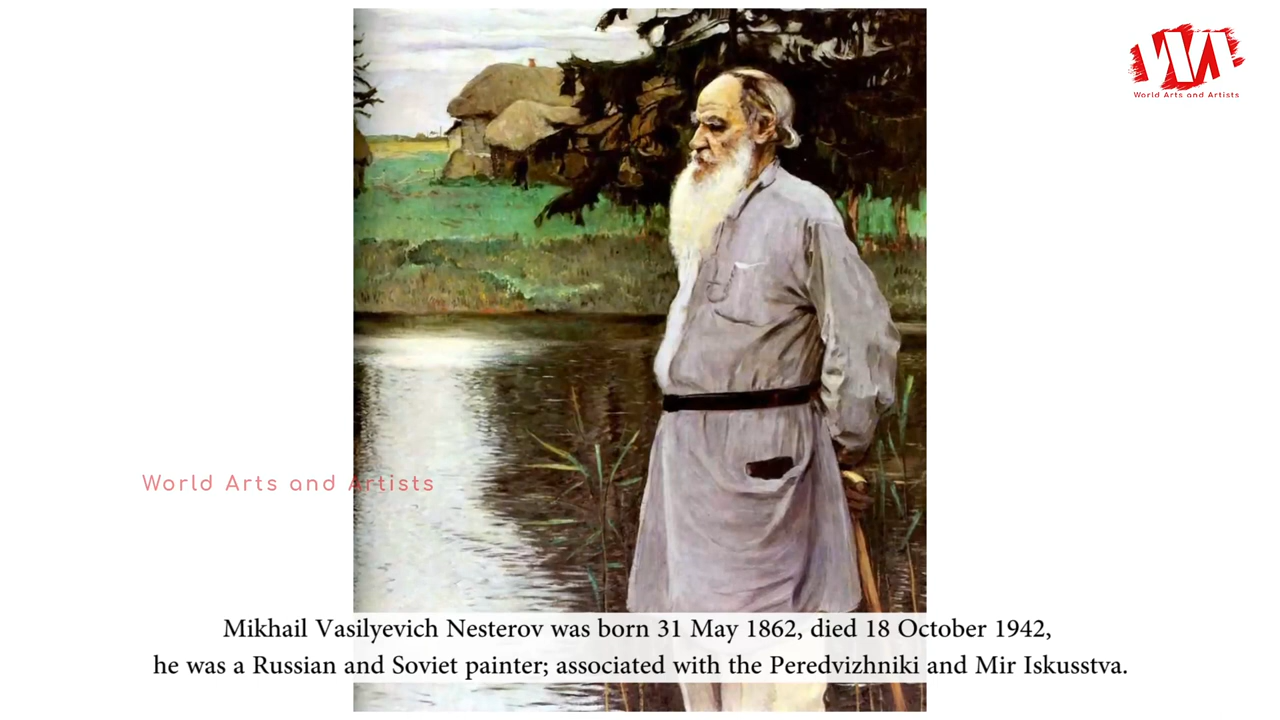 World Arts and Artists
World Arts and Artists
Mikhail Vasilyevich Nesterov was born 31 May 1862, died 18 October 1942,
he was a Russian and Soviet painter; associated with the Peredvizhniki and Mir Iskusstva.